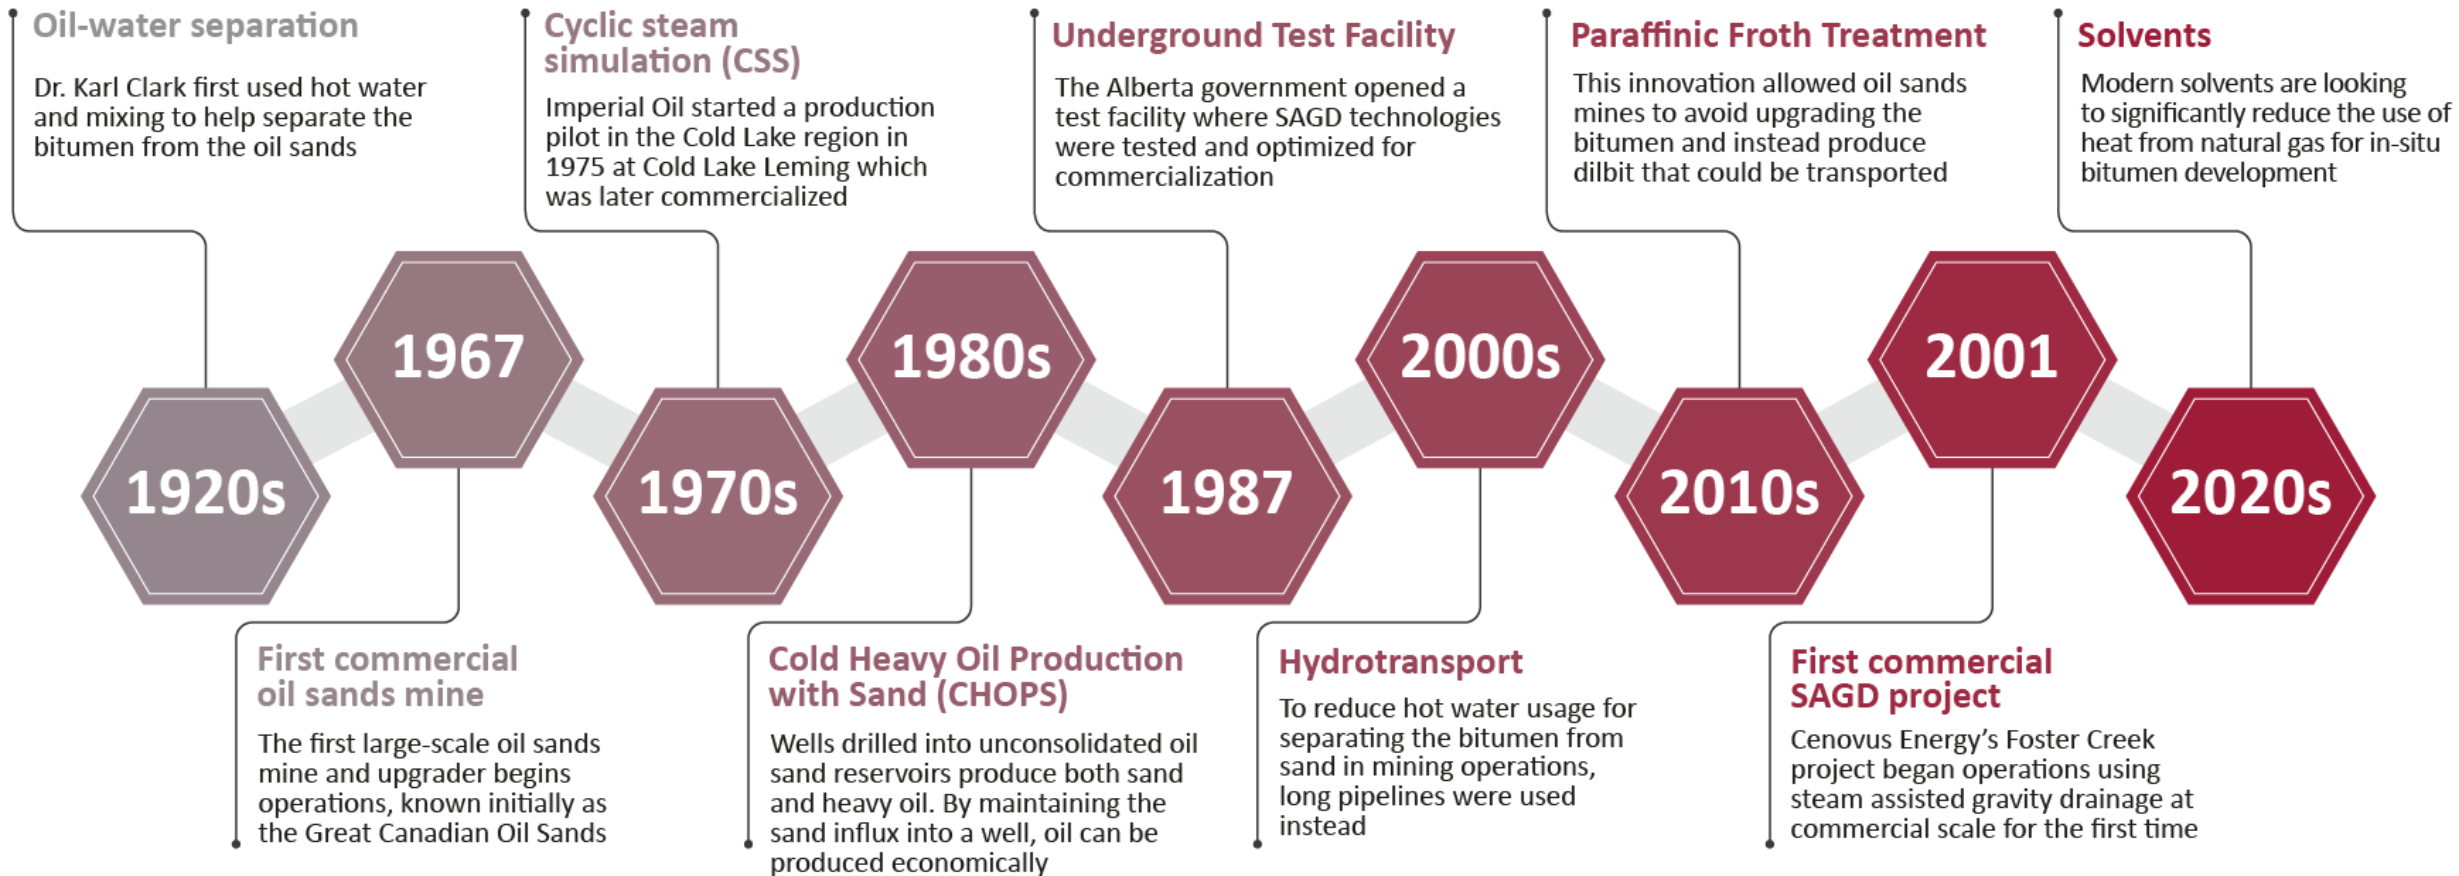 Oil-water separation
Dr. Karl Clark first used hot water
and mixing to help separate the
bitumen from the oil sands
Cyclic steam
simulation (CSS)
Imperial Oil started a production
pilot in the Cold Lake region in
1975 at Cold Lake Leming which
was later commercialized
Underground Test Facility
The Alberta government opened a
test facility where SAGD technologies
were tested and optimized for
commercialization
Paraffinic Froth Treatment
This innovation allowed oil sands
mines to avoid upgrading the
bitumen and instead produce
dilbit that could be transported
Solvents
Modern solvents are looking
to significantly reduce the use of
heat from natural gas for in-situ
bitumen development
1920s
1967
1970s
1980s
1987
2000s
2010s
2001
2020s
First commercial
oil sands mine
The first large-scale oil sands
mine and upgrader begins
operations, known initially as
the Great Canadian Oil Sands
Cold Heavy Oil Production
with Sand (CHOPS)
Wells drilled into unconsolidated oil
sand reservoirs produce both sand
and heavy oil. By maintaining the
sand influx into a well, oil can be
produced economically
Hydrotransport
To reduce hot water usage for
separating the bitumen from
sand in mining operations,
long pipelines were used
instead
First commercial
SAGD project
Cenovus Energy's Foster Creek
project began operations using
steam assisted gravity drainage at
commercial scale for the first time